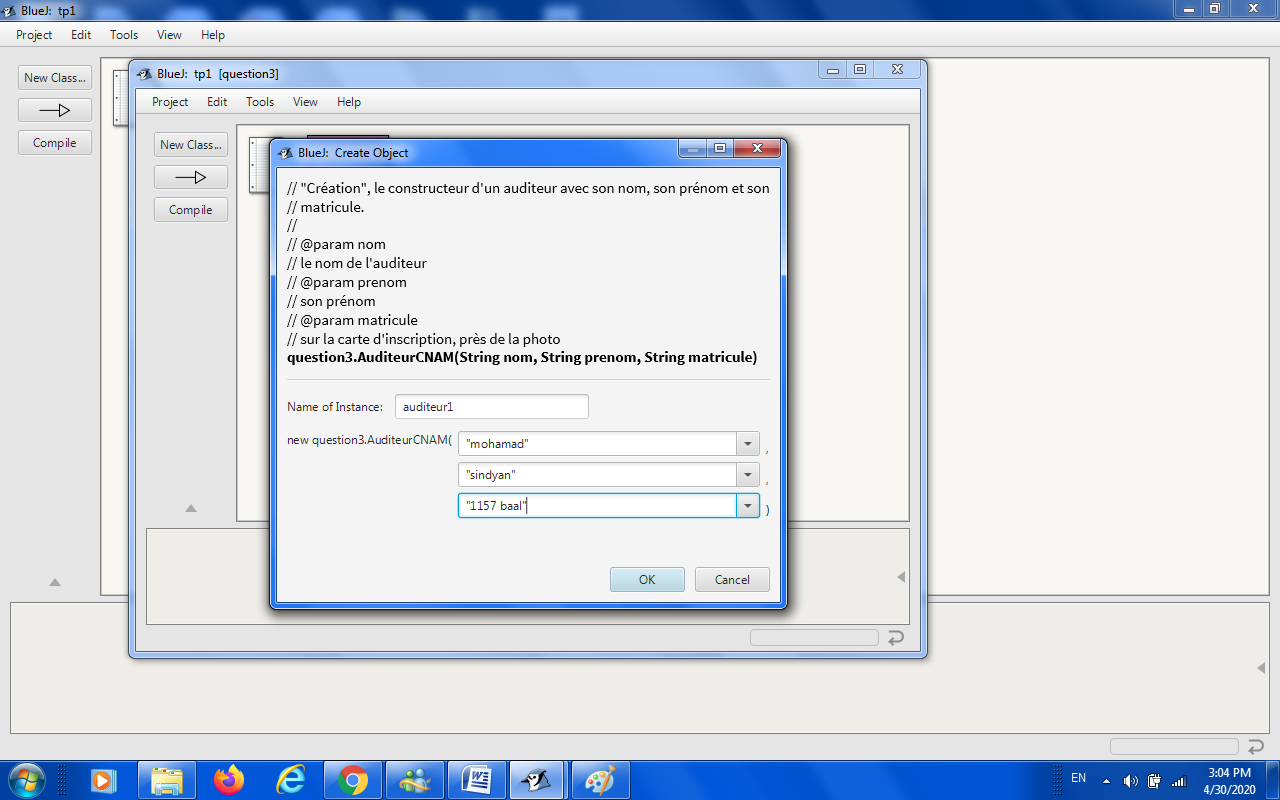 BlueJ: tp1
Project Edit Tools View Help
New Class...
Compile
BlueJ: tp1 [question3]
Project Edit Tools View Help
New Class...
Compile
BlueJ: Create Object
// "Création", le constructeur d'un auditeur avec son nom, son prénom et son
// matricule.
//
// @param nom
// le nom de l'auditeur
// @param prenom
// son prénom
// @param matricule
// sur la carte d'inscription, près de la photo
question3.AuditeurCNAM(String nom, String prenom, String matricule)
Name of Instance: auditeur1
new question3.AuditeurCNAM( "mohamad" ,
"sindyan" ,
"1157 baal" )
OK Cancel
EN 3:04 PM
4/30/2020